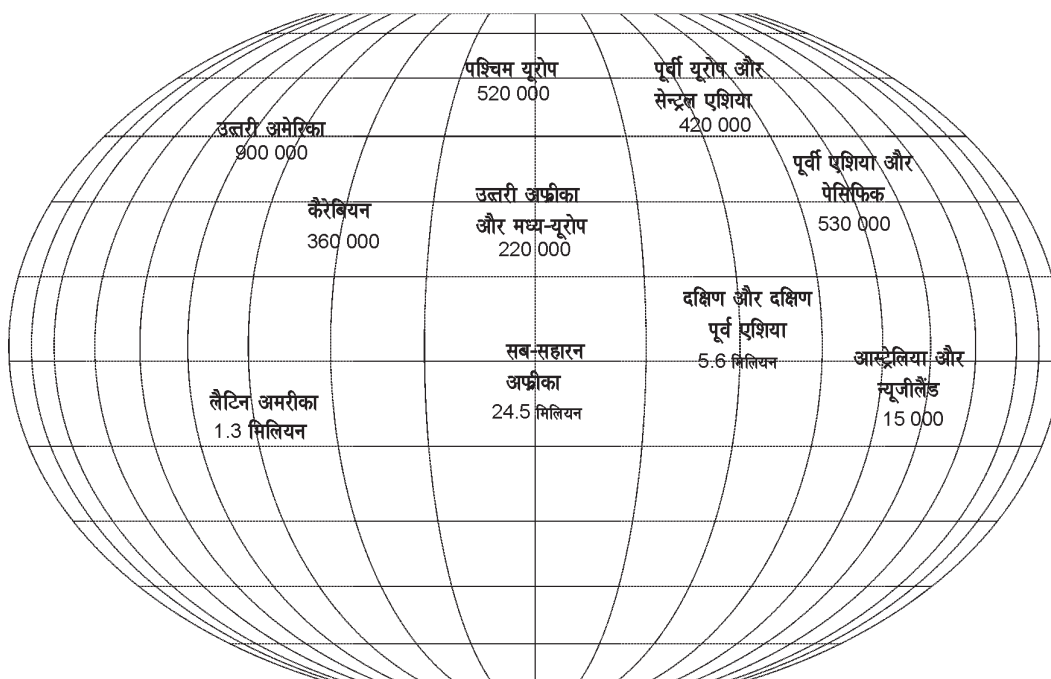 पश्चिम यूरोप
520 000
पूर्वी यूरोप और
सेन्ट्रल एशिया
420 000
उत्तरी अमेरिका
900 000
पूर्वी एशिया और
पेसिफिक
530 000
कैरेबियन
360 000
उत्तरी अफ्रीका
और मध्य-यूरोप
220 000
दक्षिण और दक्षिण
पूर्व एशिया
5.6 मिलियन
सब-सहारन
अफ्रीका
24.5 मिलियन
आस्ट्रेलिया और
न्यूजीलैंड
15 000
लैटिन अमरीका
1.3 मिलियन